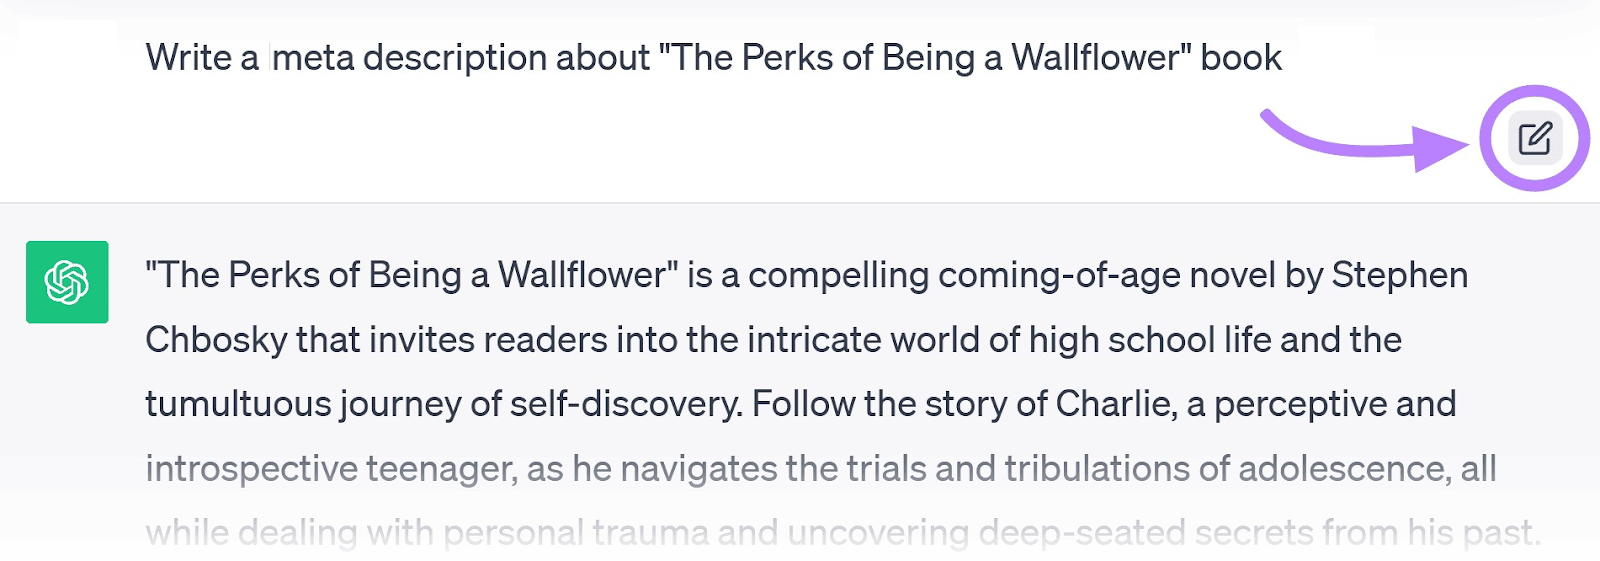 Write a meta description about "The Perks of Being a Wallflower" book
"The Perks of Being a Wallflower" is a compelling coming-of-age novel by Stephen
Chbosky that invites readers into the intricate world of high school life and the
tumultuous journey of self-discovery. Follow the story of Charlie, a perceptive and
introspective teenager, as he navigates the trials and tribulations of adolescence, all
while dealing with personal trauma and uncovering deep-seated secrets from his past.